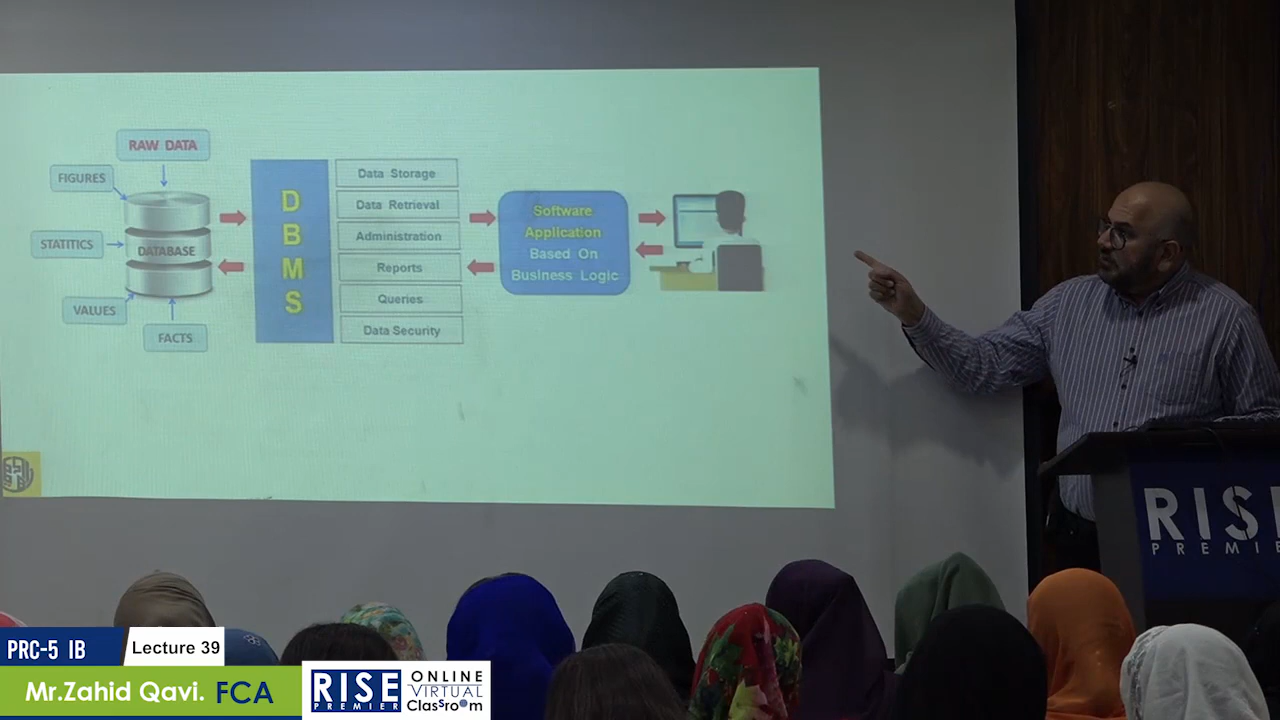 RAW DATA
FIGURES
STATITICS
DATABASE
VALUES
FACTS
D
B
M
S
Data Storage
Data Retrieval
Administration
Reports
Queries
Data Security
Software
Application
Based On
Business Logic
RISE
PREMIE
PRC-5 IB
Lecture 39
Mr.Zahid Qavi. FCA
RISE
PREMIER
ONLINE
VIRTUAL
ClassrOOm